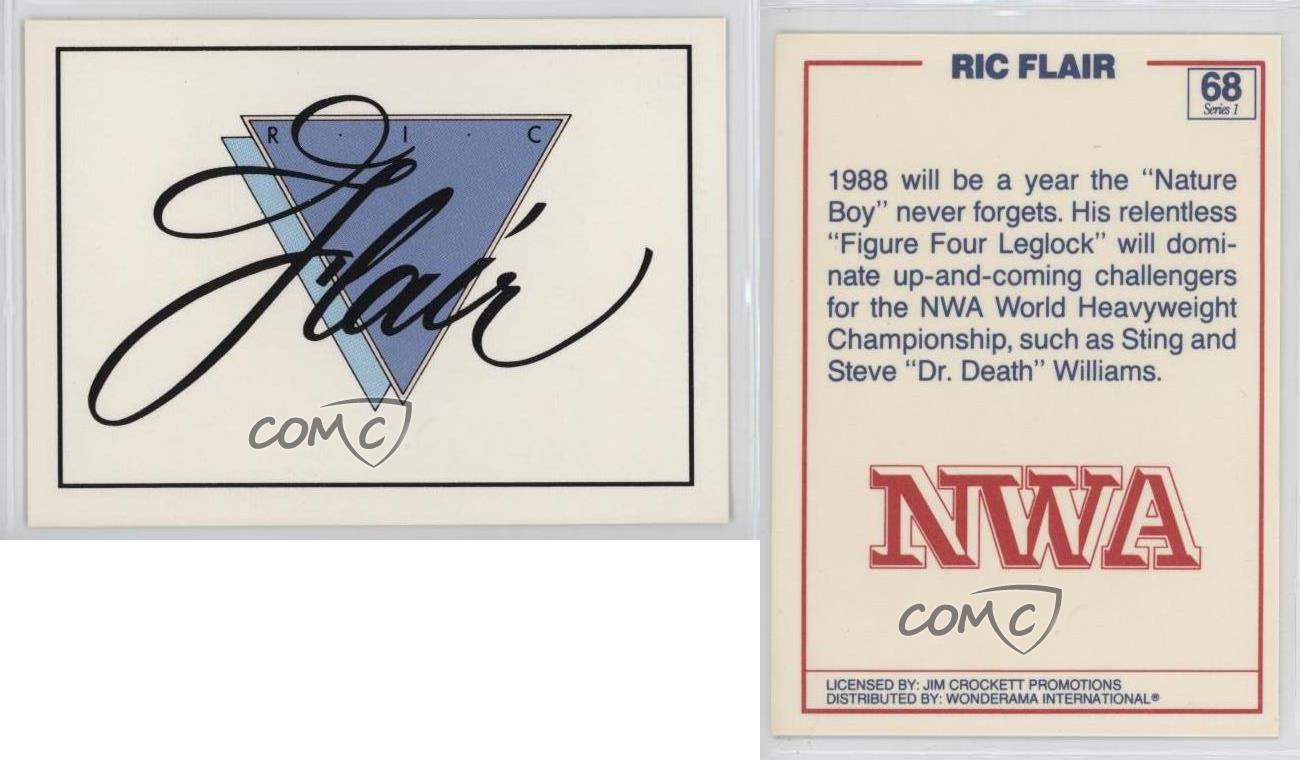 R · I · C
Flair
COMC
RIC FLAIR
68
Series 1
1988 will be a year the “Nature
Boy” never forgets. His relentless
“Figure Four Leglock” will domi-
nate up-and-coming challengers
for the NWA World Heavyweight
Championship, such as Sting and
Steve “Dr. Death” Williams.
NWA
COMC
LICENSED BY: JIM CROCKETT PROMOTIONS
DISTRIBUTED BY: WONDERAMA INTERNATIONAL®